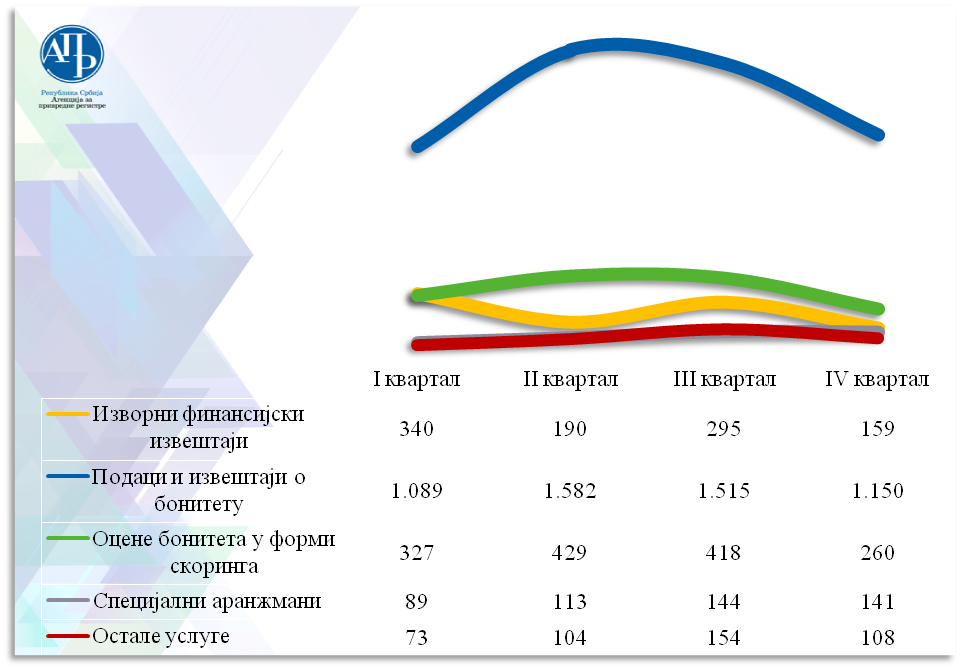 АПР
Република Србија
Агенција за
привредне регистре
I квартал II квартал III квартал IV квартал
Изворни финансијски
извештаји
340 190 295 159
Подаци и извештаји о
бонитету
1.089 1.582 1.515 1.150
Оцене бонитета у форми
скоринга
327 429 418 260
Специјални аранжмани 89 113 144 141
Остале услуге 73 104 154 108